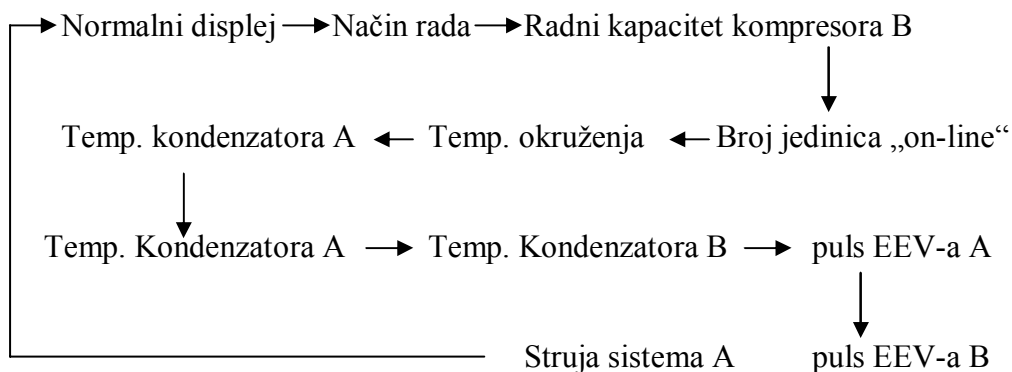 Normalni displej Način rada Radni kapacitet kompresora B
Temp. kondenzatora A Temp. okruženja Broj jedinica „on-line“
Temp. Kondenzatora A Temp. Kondenzatora B puls EEV-a A
Struja sistema A puls EEV-a B